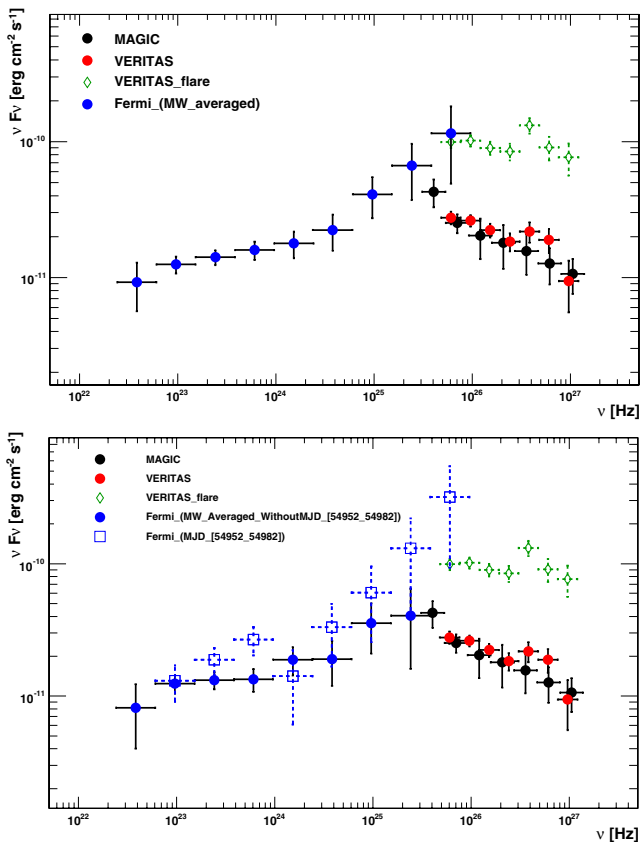 ν Fν [erg cm⁻² s⁻¹]
MAGIC
VERITAS
VERITAS_flare
Fermi_(MW_averaged)
10⁻¹⁰
10⁻¹¹
10²² 10²³ 10²⁴ 10²⁵ 10²⁶ 10²⁷
ν [Hz]
ν Fν [erg cm⁻² s⁻¹]
MAGIC
VERITAS
VERITAS_flare
Fermi_(MW_Averaged_WithoutMJD_[54952_54982])
Fermi_(MJD_[54952_54982])
10⁻¹⁰
10⁻¹¹
10²² 10²³ 10²⁴ 10²⁵ 10²⁶ 10²⁷
ν [Hz]